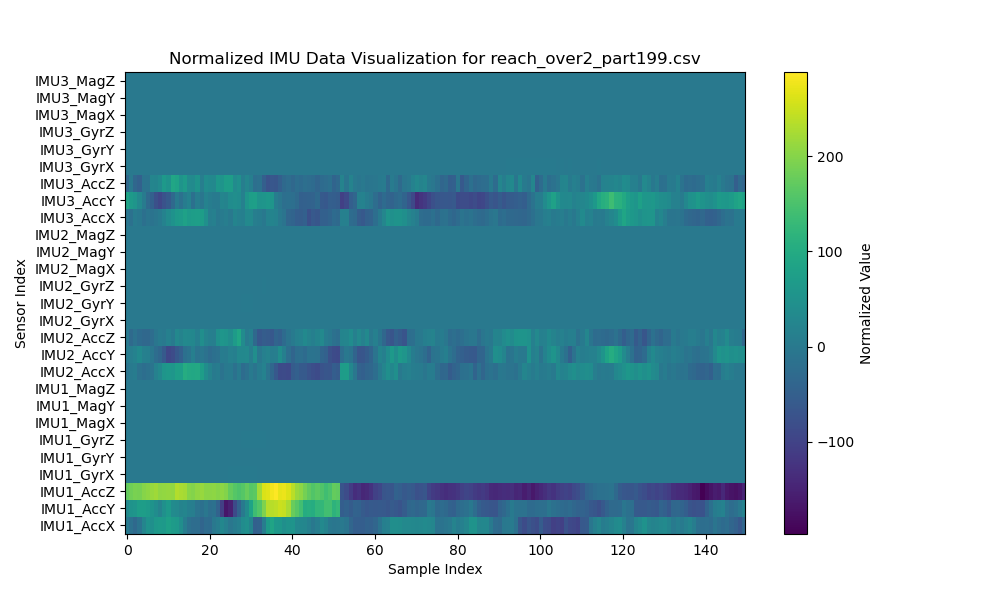 Normalized IMU Data Visualization for reach_over2_part199.csv
IMU3_MagZ
IMU3_MagY
IMU3_MagX
IMU3_GyrZ
IMU3_GyrY
IMU3_GyrX
IMU3_AccZ
IMU3_AccY
IMU3_AccX
IMU2_MagZ
IMU2_MagY
IMU2_MagX
IMU2_GyrZ
IMU2_GyrY
IMU2_GyrX
IMU2_AccZ
IMU2_AccY
IMU2_AccX
IMU1_MagZ
IMU1_MagY
IMU1_MagX
IMU1_GyrZ
IMU1_GyrY
IMU1_GyrX
IMU1_AccZ
IMU1_AccY
IMU1_AccX
Sensor Index
0 20 40 60 80 100 120 140
Sample Index
200
100
0
−100
Normalized Value